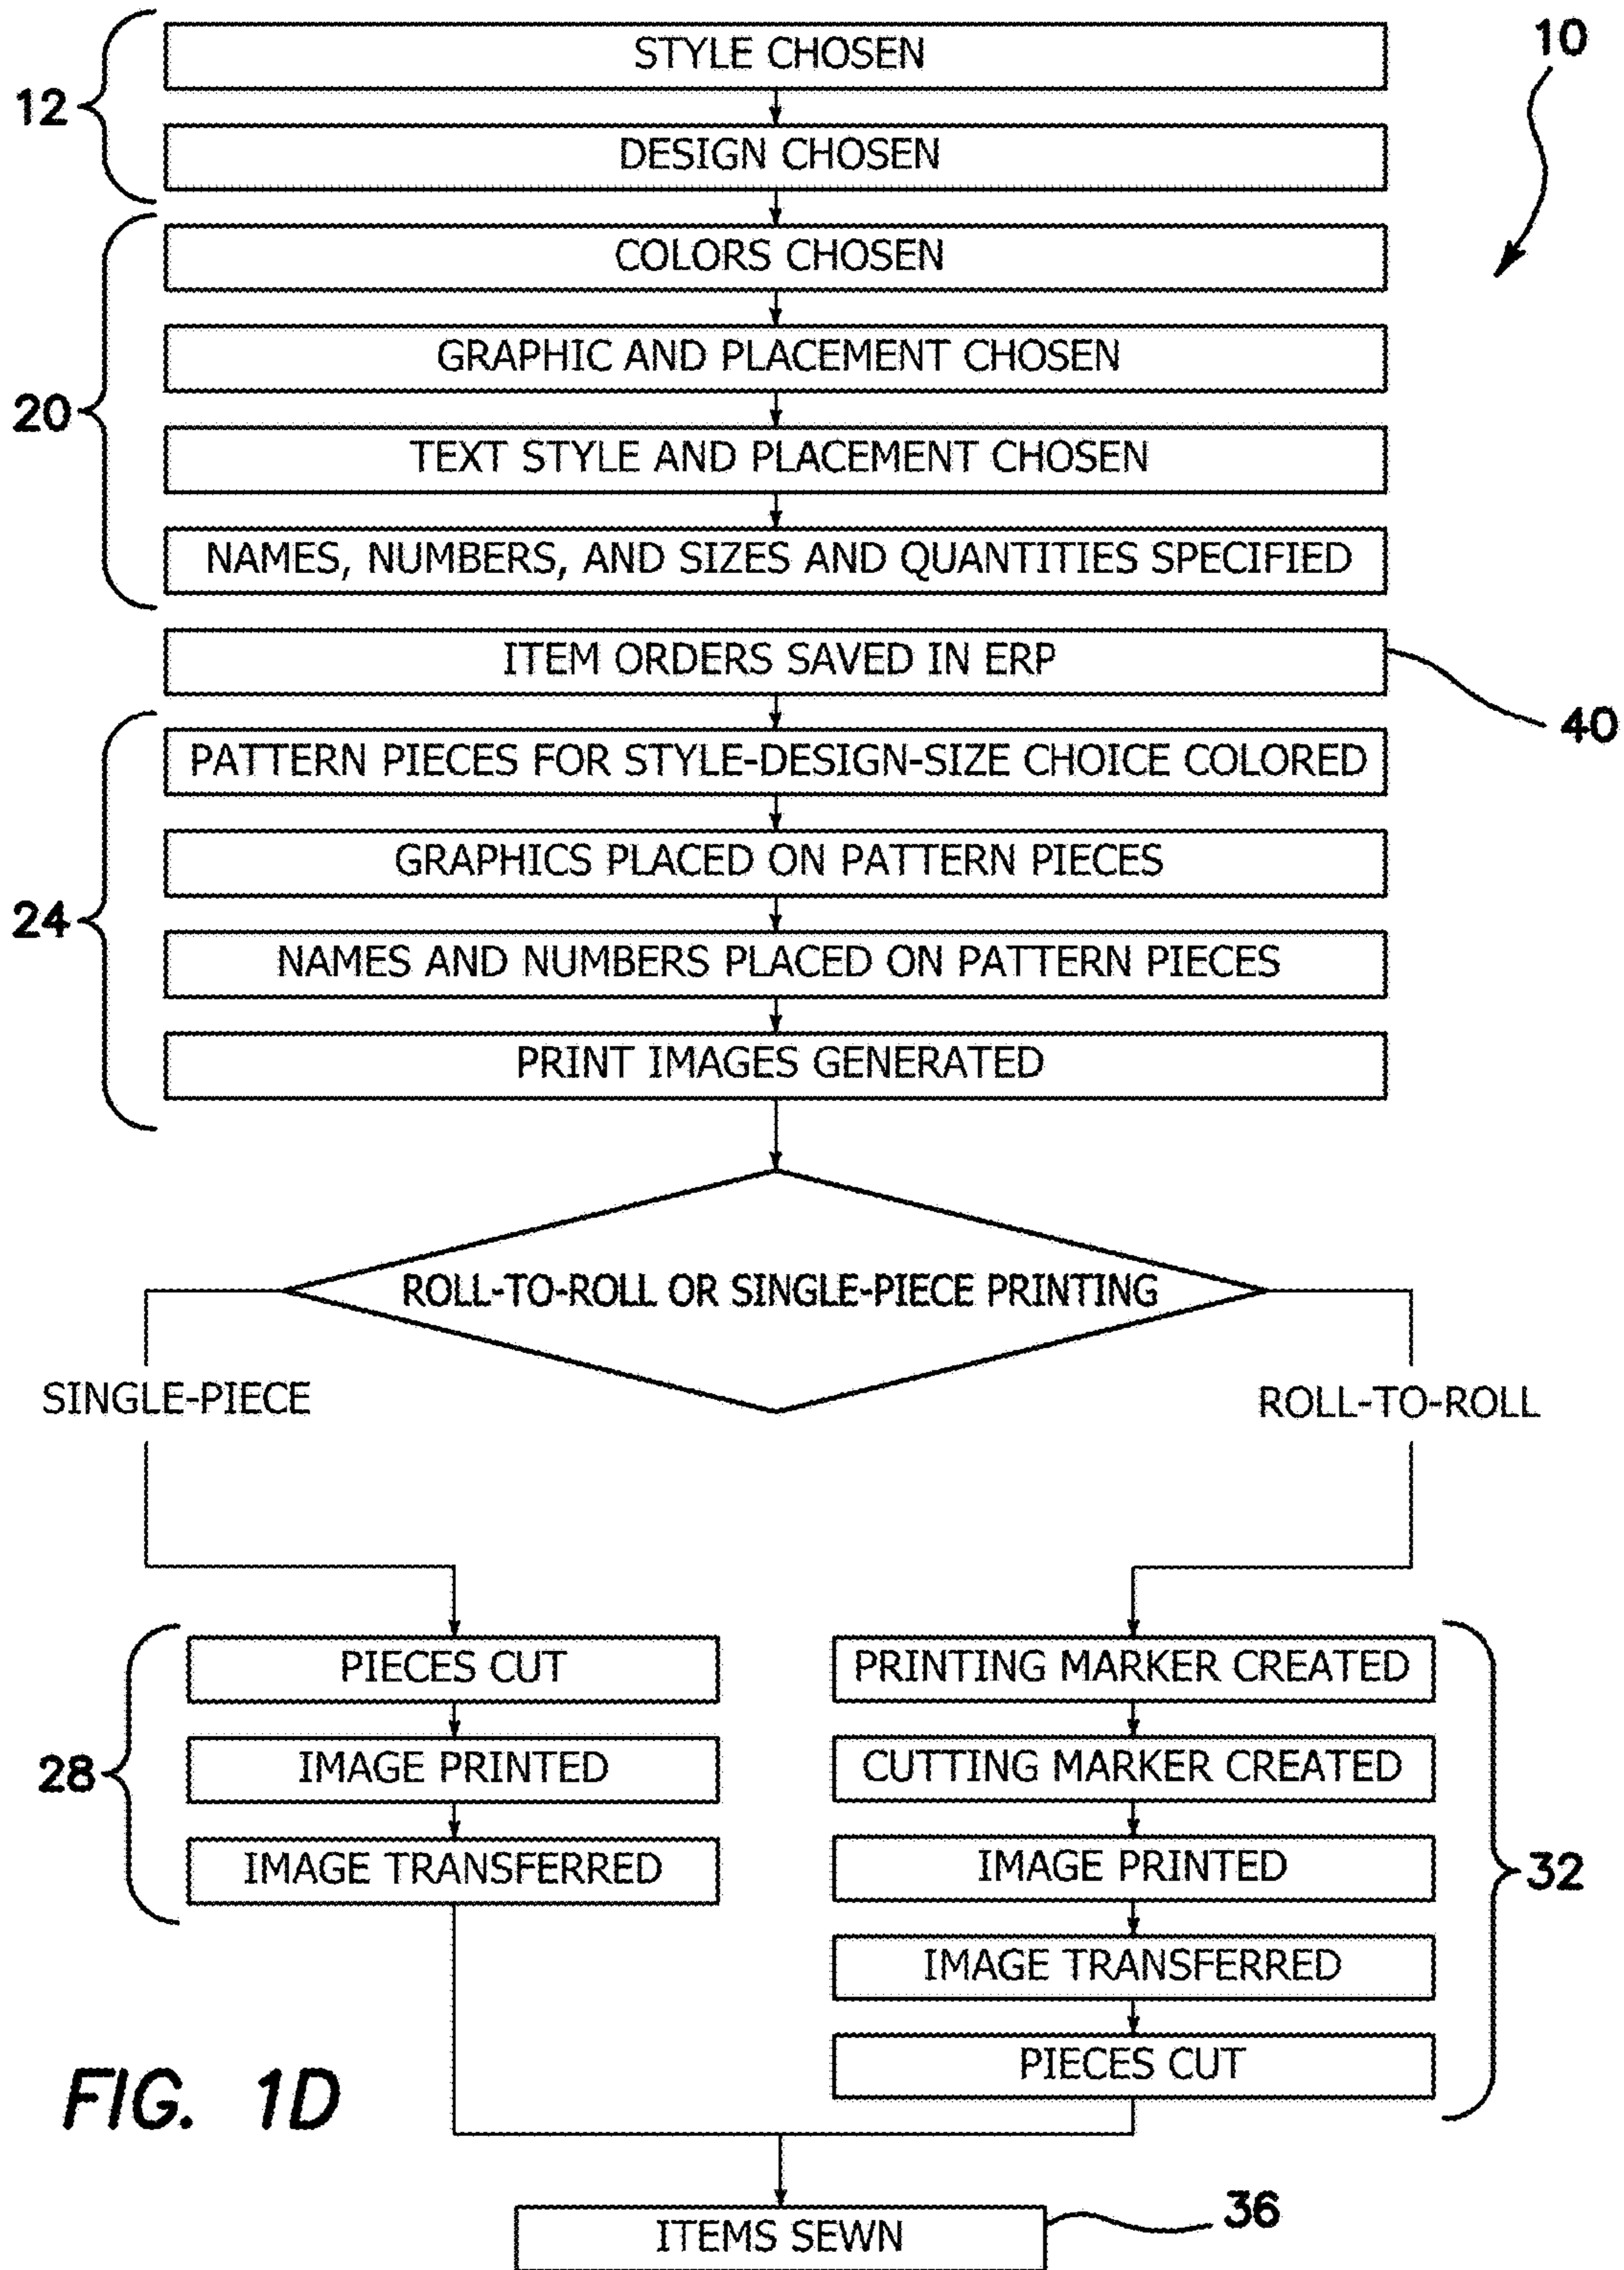 10
STYLE CHOSEN
12
DESIGN CHOSEN
COLORS CHOSEN
GRAPHIC AND PLACEMENT CHOSEN
20
TEXT STYLE AND PLACEMENT CHOSEN
NAMES, NUMBERS, AND SIZES AND QUANTITIES SPECIFIED
ITEM ORDERS SAVED IN ERP
40
PATTERN PIECES FOR STYLE-DESIGN-SIZE CHOICE COLORED
GRAPHICS PLACED ON PATTERN PIECES
24
NAMES AND NUMBERS PLACED ON PATTERN PIECES
PRINT IMAGES GENERATED
ROLL-TO-ROLL OR SINGLE-PIECE PRINTING
SINGLE-PIECE
ROLL-TO-ROLL
PIECES CUT
28
IMAGE PRINTED
IMAGE TRANSFERRED
PRINTING MARKER CREATED
CUTTING MARKER CREATED
IMAGE PRINTED
32
IMAGE TRANSFERRED
PIECES CUT
FIG. 1D
36
ITEMS SEWN